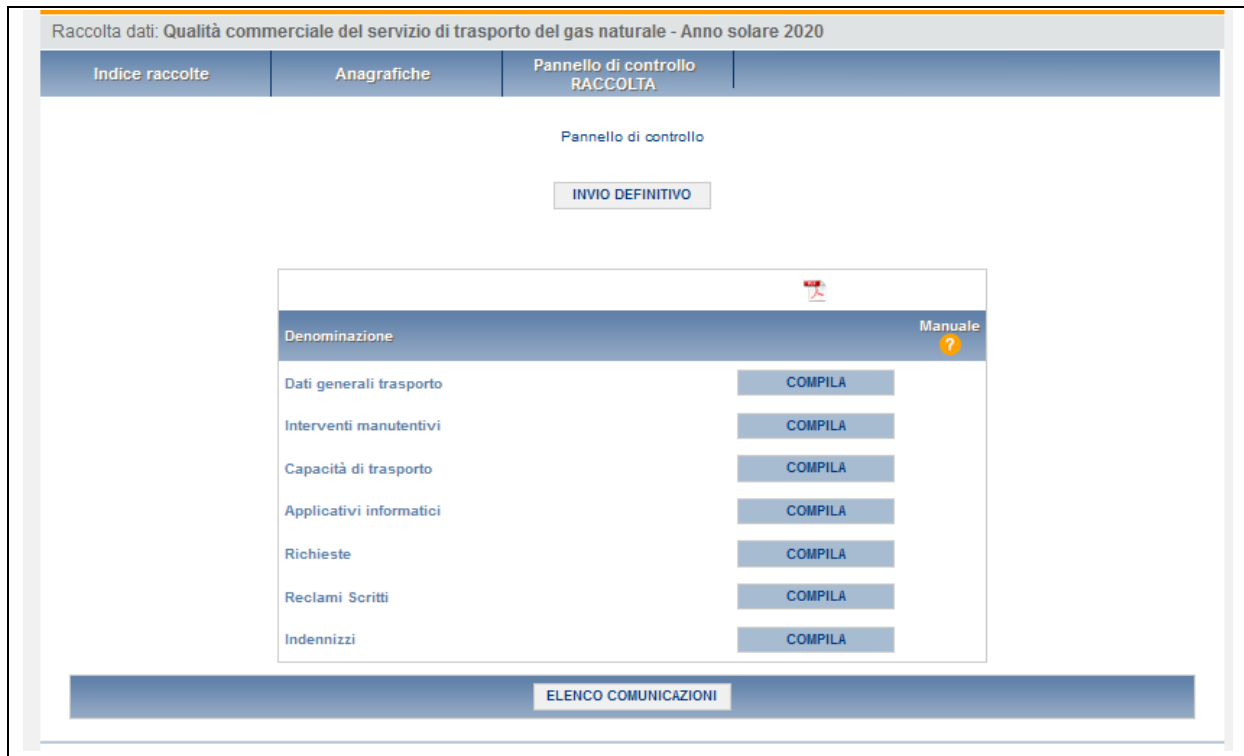 Raccolta dati: Qualità commerciale del servizio di trasporto del gas naturale - Anno solare 2020
Indice raccolte
Anagrafiche
Pannello di controllo
RACCOLTA
Pannello di controllo
INVIO DEFINITIVO
Denominazione
Manuale
?
Dati generali trasporto COMPILA
Interventi manutentivi COMPILA
Capacità di trasporto COMPILA
Applicativi informatici COMPILA
Richieste COMPILA
Reclami Scritti COMPILA
Indennizzi COMPILA
ELENCO COMUNICAZIONI